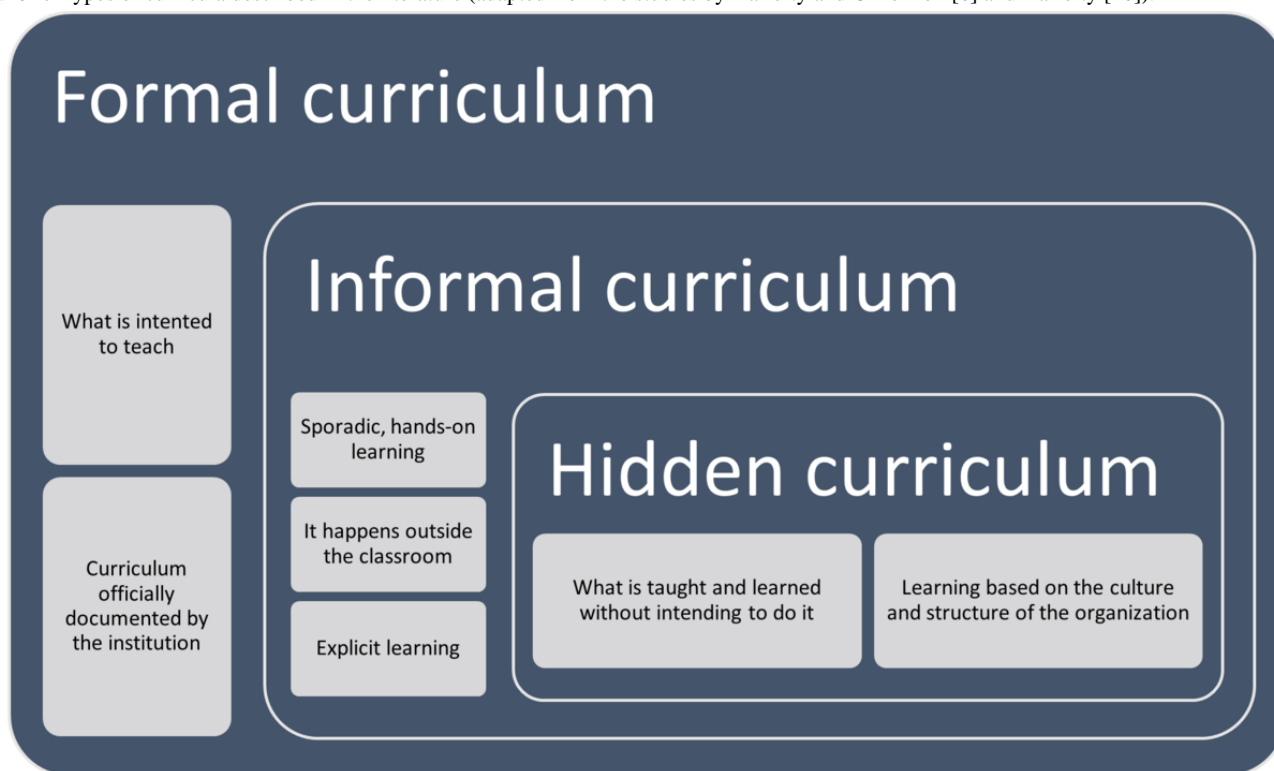 Formal curriculum
What is intented
to teach
Curriculum
officially
documented by
the institution
Informal curriculum
Sporadic, hands-on
learning
It happens outside
the classroom
Explicit learning
Hidden curriculum
What is taught and learned
without intending to do it
Learning based on the culture
and structure of the organization